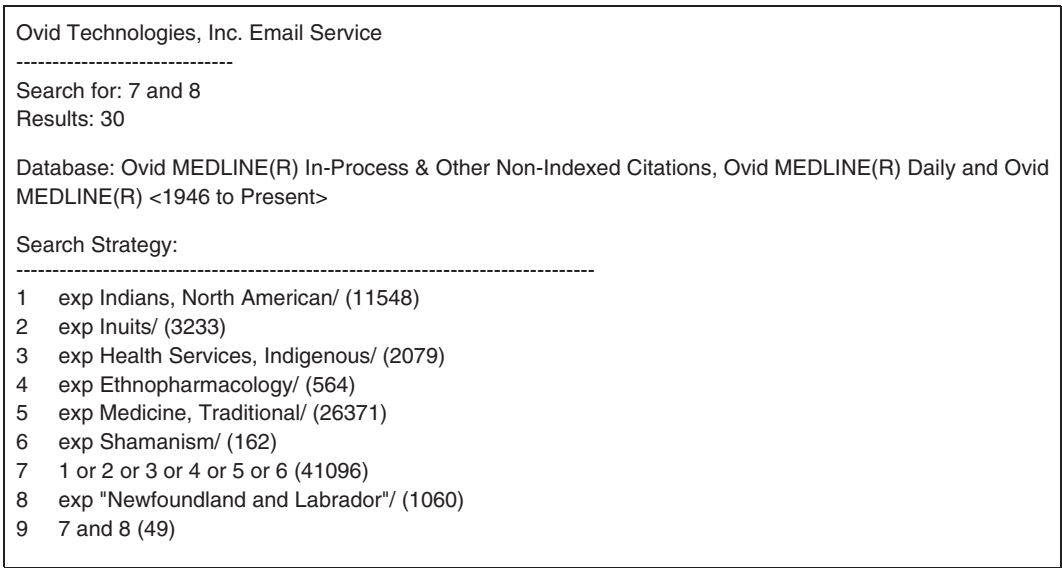 Ovid Technologies, Inc. Email Service
------------------------------
Search for: 7 and 8
Results: 30
Database: Ovid MEDLINE(R) In-Process & Other Non-Indexed Citations, Ovid MEDLINE(R) Daily and Ovid
MEDLINE(R) <1946 to Present>
Search Strategy:
--------------------------------------------------------------------------------
1 exp Indians, North American/ (11548)
2 exp Inuits/ (3233)
3 exp Health Services, Indigenous/ (2079)
4 exp Ethnopharmacology/ (564)
5 exp Medicine, Traditional/ (26371)
6 exp Shamanism/ (162)
7 1 or 2 or 3 or 4 or 5 or 6 (41096)
8 exp "Newfoundland and Labrador"/ (1060)
9 7 and 8 (49)